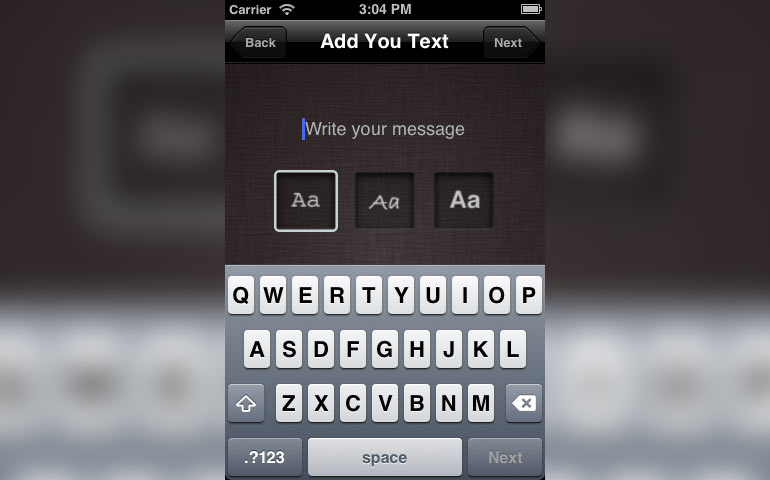 Carrier 3:04 PM
Back Add You Text Next
Write your message
Aa Aa Aa
Q W E R T Y U I O P
A S D F G H J K L
Z X C V B N M
.?123 space Next